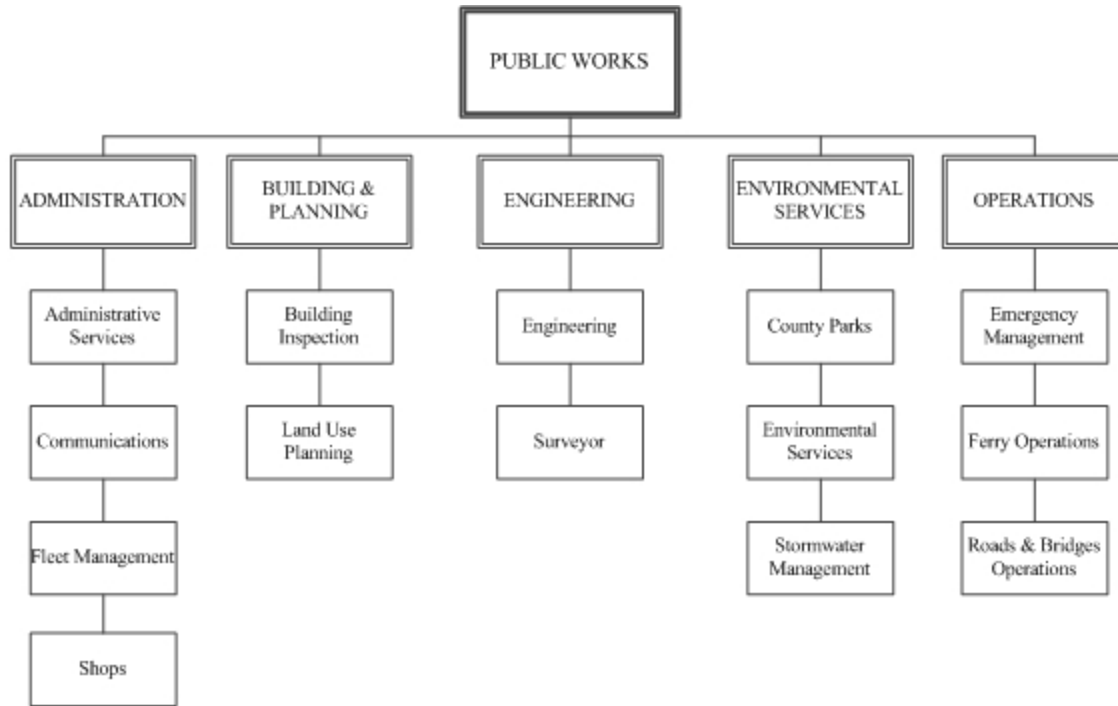 PUBLIC WORKS
ADMINISTRATION
BUILDING &
PLANNING
ENGINEERING
ENVIRONMENTAL
SERVICES
OPERATIONS
Administrative
Services
Communications
Fleet Management
Shops
Building
Inspection
Land Use
Planning
Engineering
Surveyor
County Parks
Environmental
Services
Stormwater
Management
Emergency
Management
Ferry Operations
Roads & Bridges
Operations